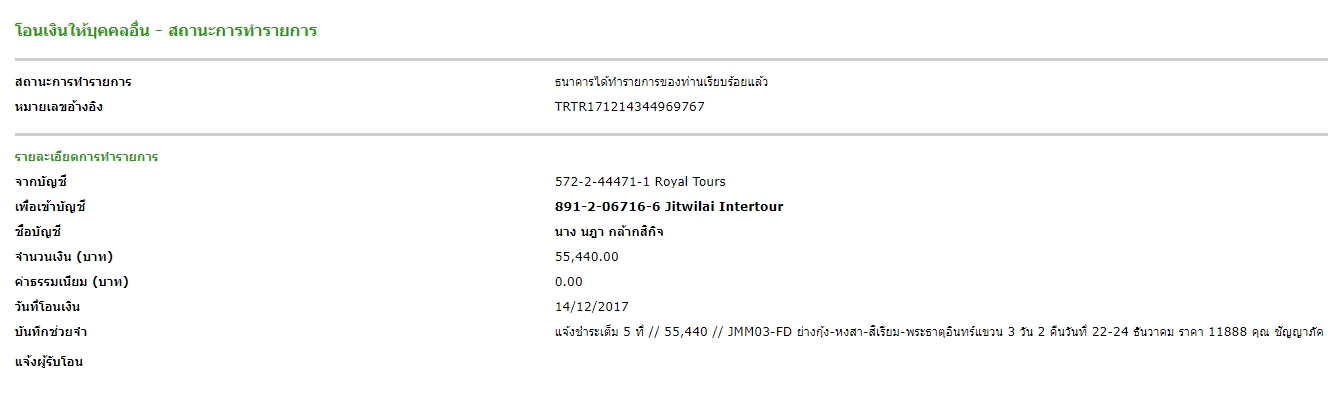 โอนเงินให้บุคคลอื่น - สถานะการทำรายการ
สถานะการทำรายการ ธนาคารได้ทำรายการของท่านเรียบร้อยแล้ว
หมายเลขอ้างอิง TRTR171214344969767
รายละเอียดการทำรายการ
จากบัญชี 572-2-44471-1 Royal Tours
เพื่อเข้าบัญชี 891-2-06716-6 Jitwilai Intertour
ชื่อบัญชี นาง นฎา กล้ากสิกิจ
จำนวนเงิน (บาท) 55,440.00
ค่าธรรมเนียม (บาท) 0.00
วันที่โอนเงิน 14/12/2017
บันทึกช่วยจำ แจ้งชำระเต็ม 5 ที่ // 55,440 // JMM03-FD ย่างกุ้ง-หงสา-สิเรียม-พระธาตุอินทร์แขวน 3 วัน 2 คืนวันที่ 22-24 ธันวาคม ราคา 11888 คุณ ชัญญาภัค
แจ้งผู้รับโอน